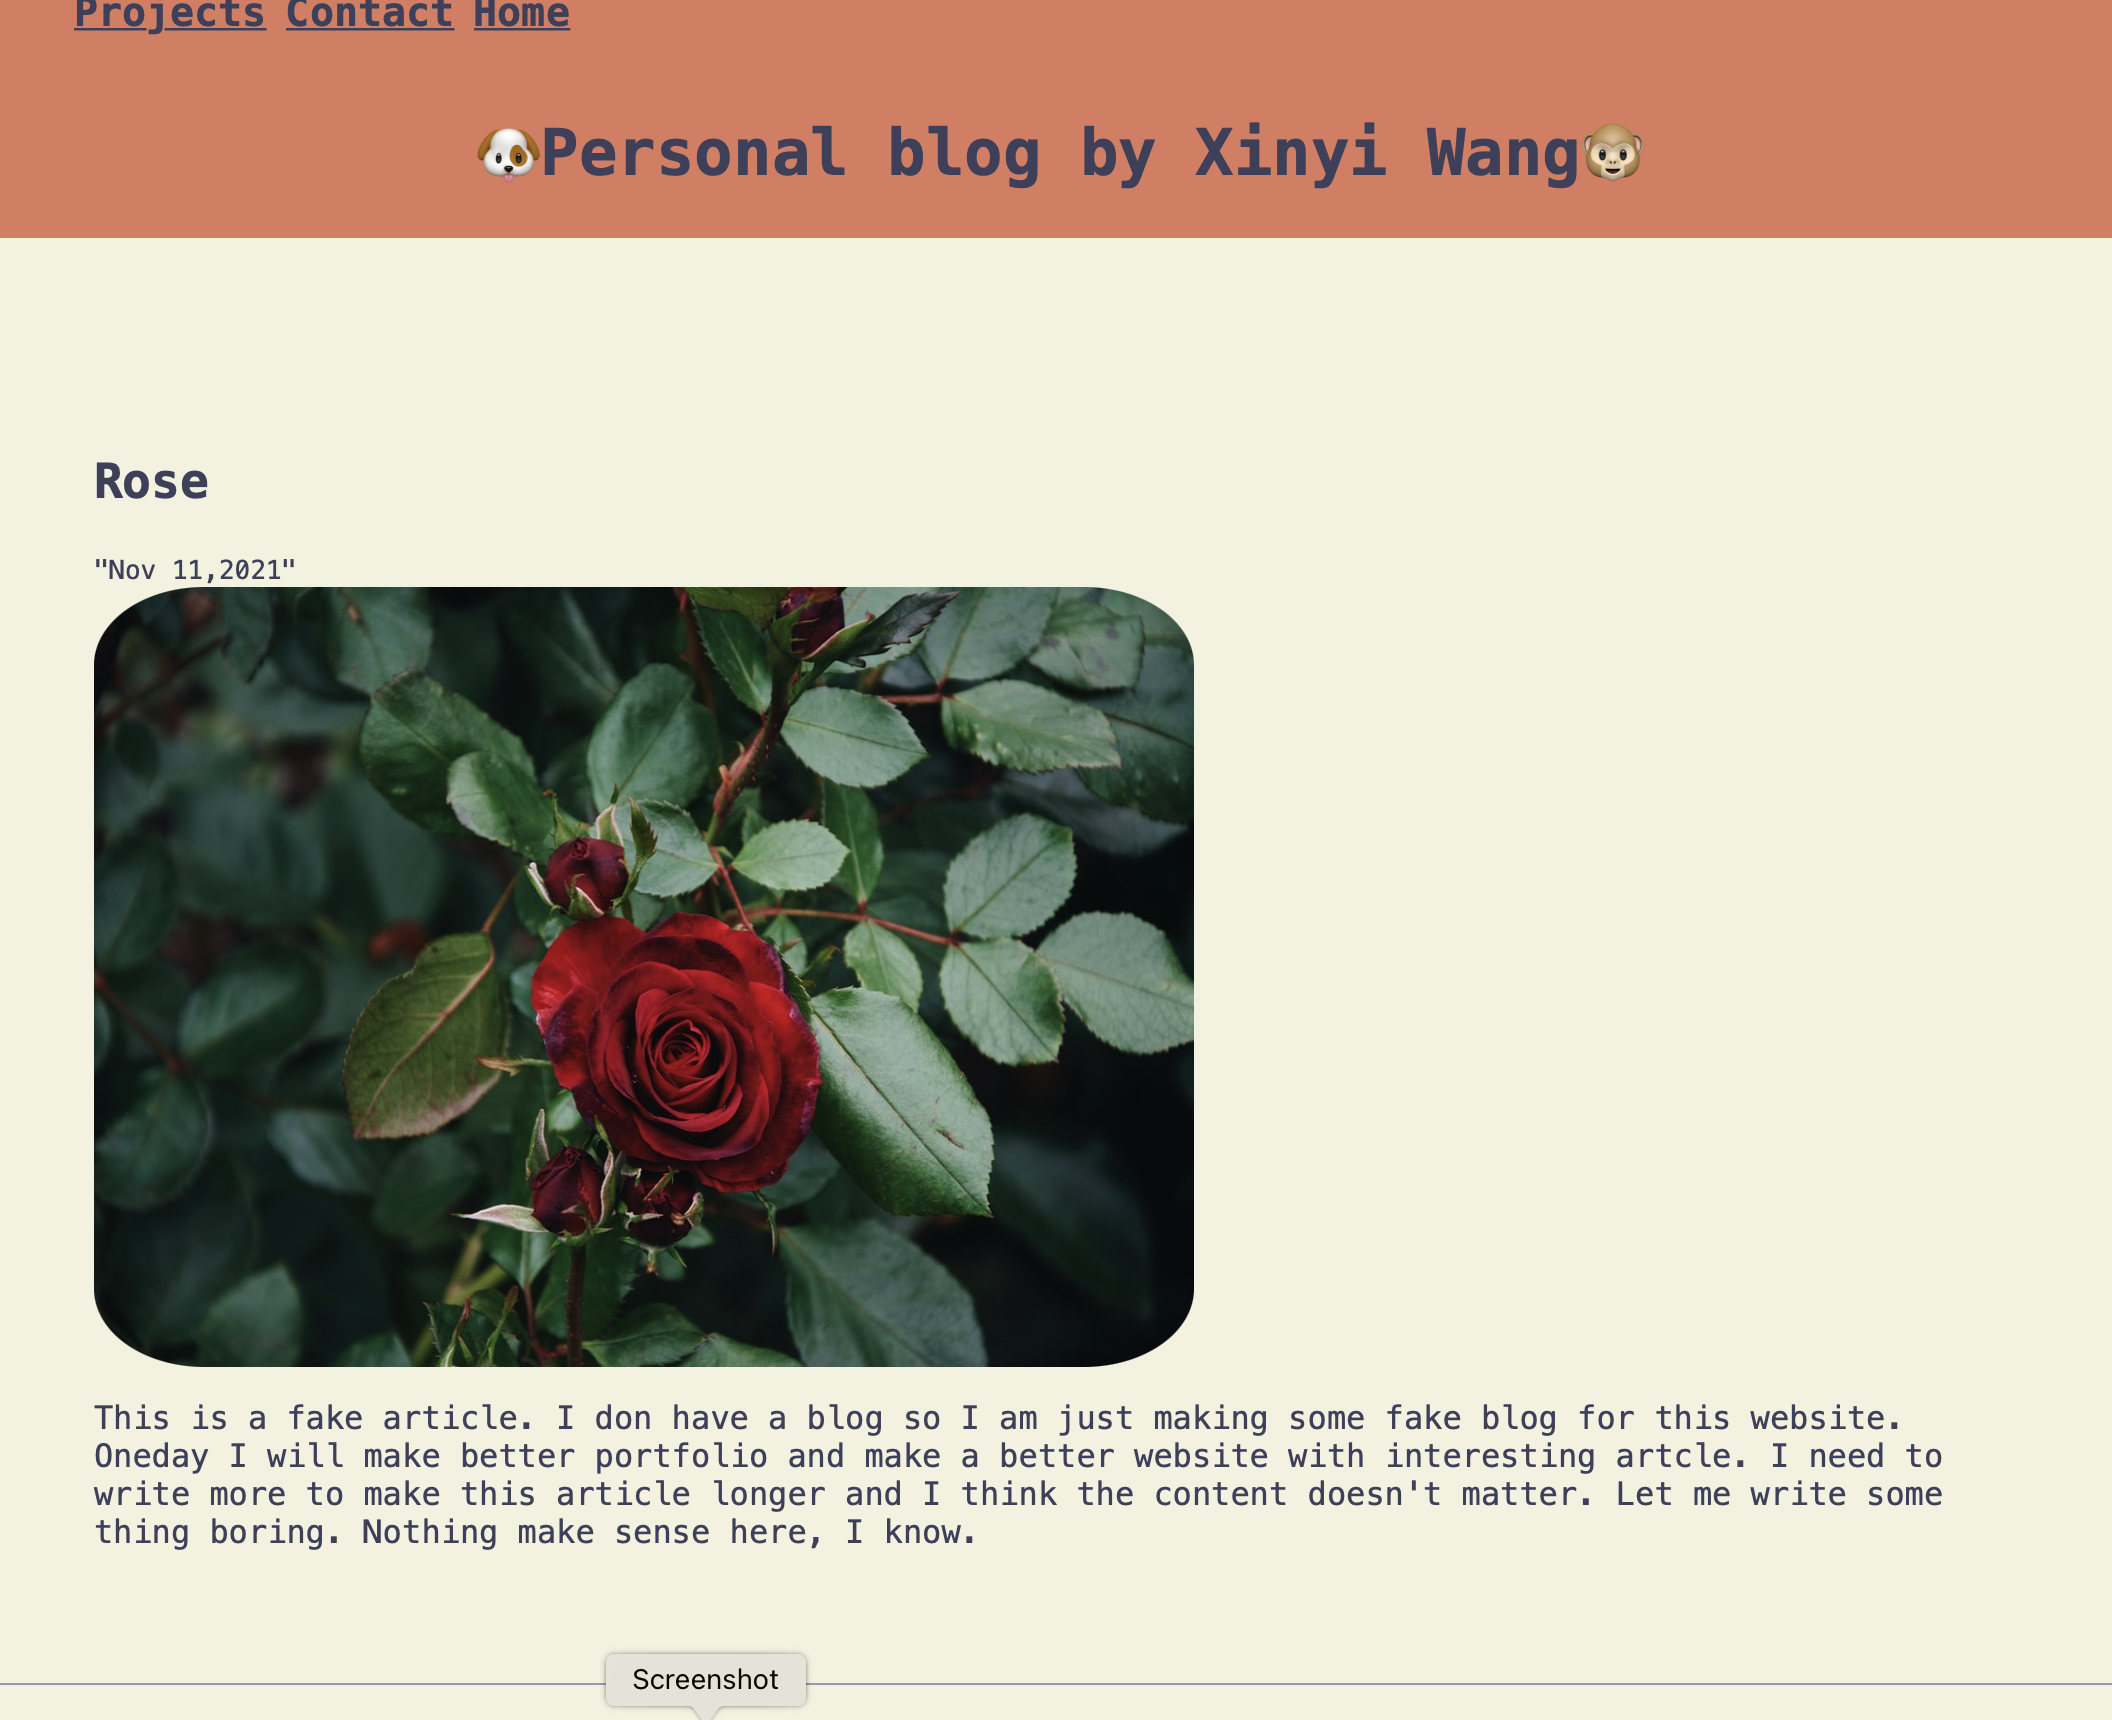 Projects Contact Home
🐶Personal blog by Xinyi Wang🐵
Rose
"Nov 11,2021"
This is a fake article. I don have a blog so I am just making some fake blog for this website.
Oneday I will make better portfolio and make a better website with interesting artcle. I need to
write more to make this article longer and I think the content doesn't matter. Let me write some
thing boring. Nothing make sense here, I know.
Screenshot